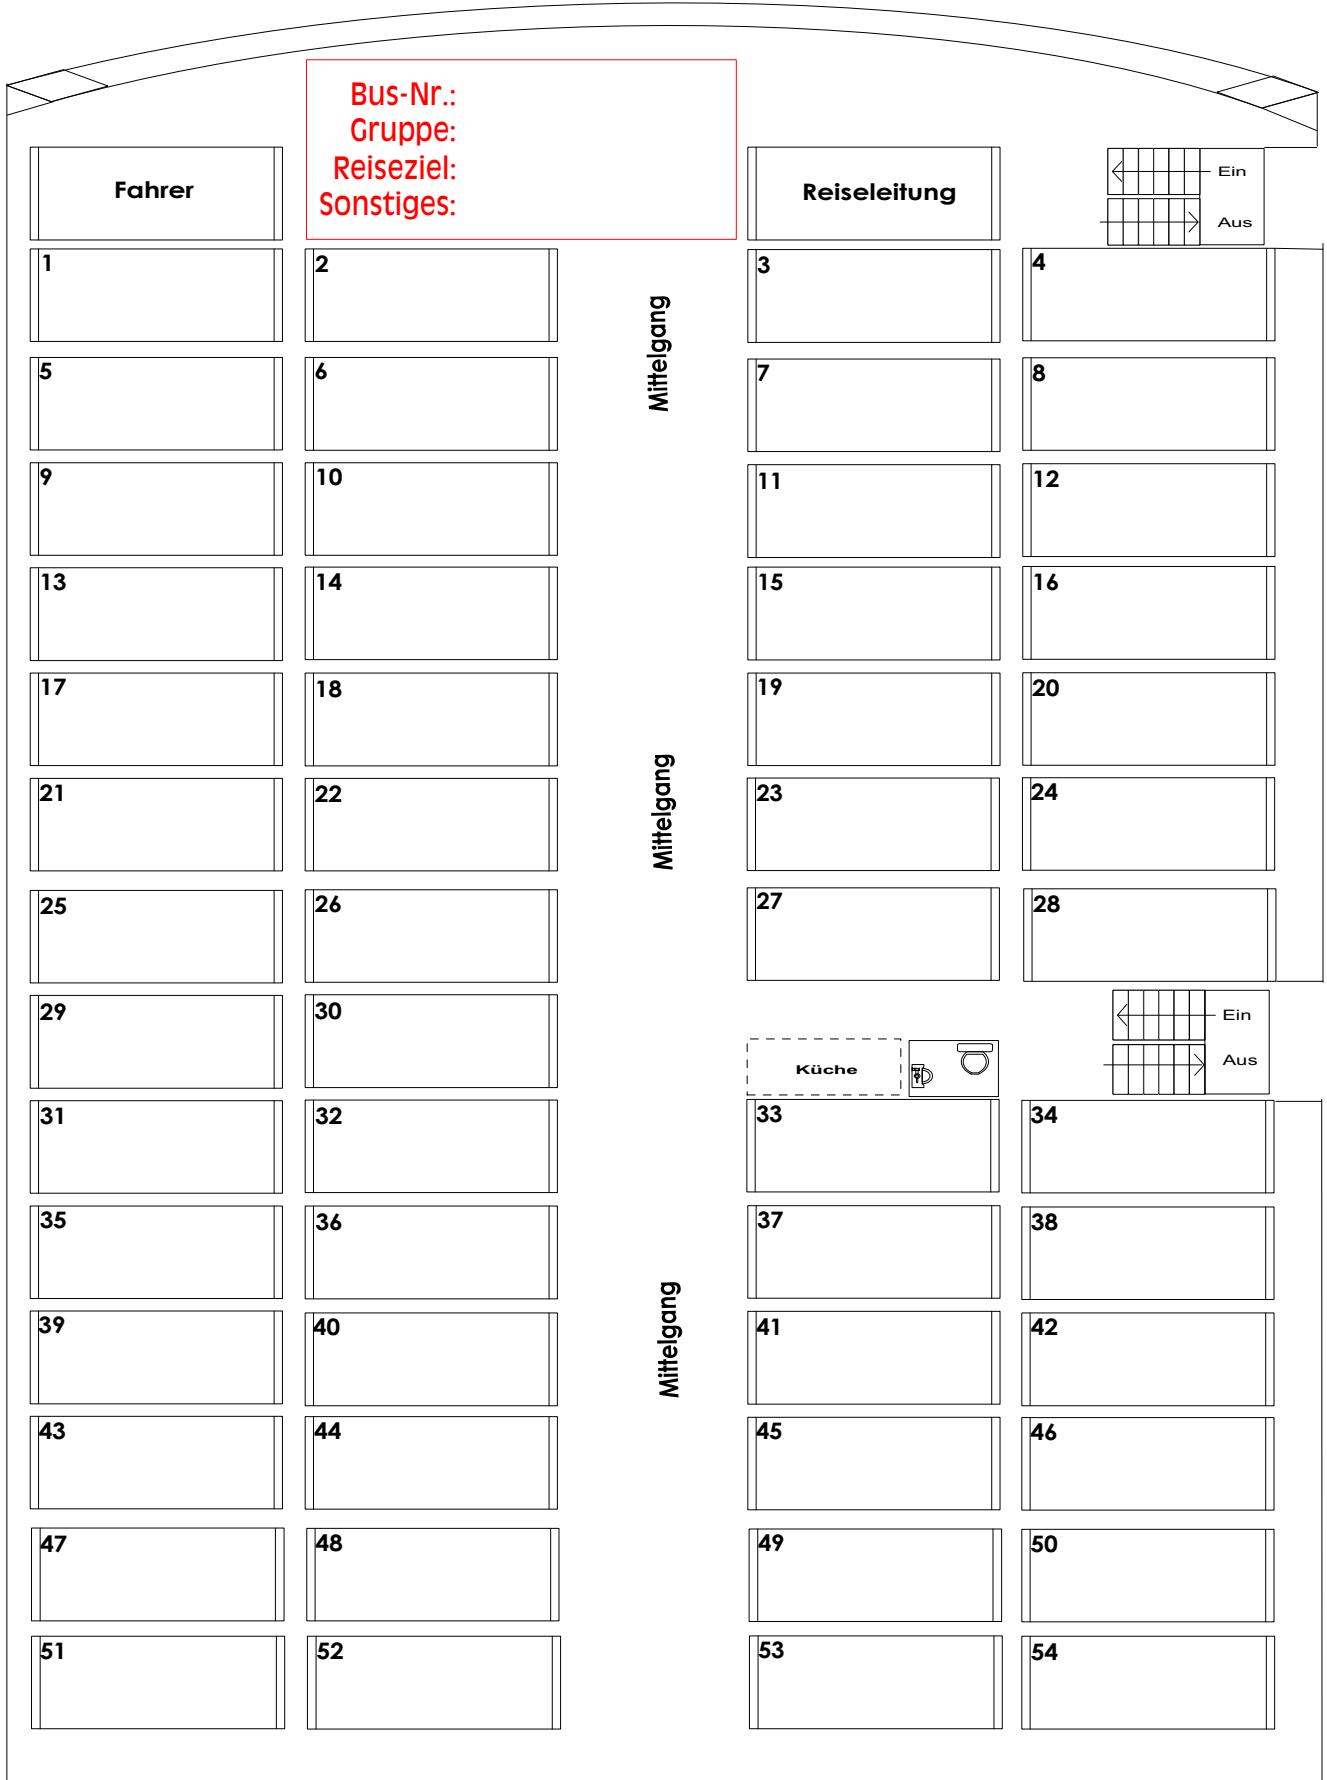 Bus-Nr.:
Gruppe:
Reiseziel:
Sonstiges:
Fahrer
Reiseleitung
Ein
Aus
1 2 3 4
Mittelgang
5 6 7 8
9 10 11 12
13 14 15 16
17 18 19 20
Mittelgang
21 22 23 24
25 26 27 28
29 30
Ein
Aus
Küche
31 32 33 34
35 36 37 38
Mittelgang
39 40 41 42
43 44 45 46
47 48 49 50
51 52 53 54